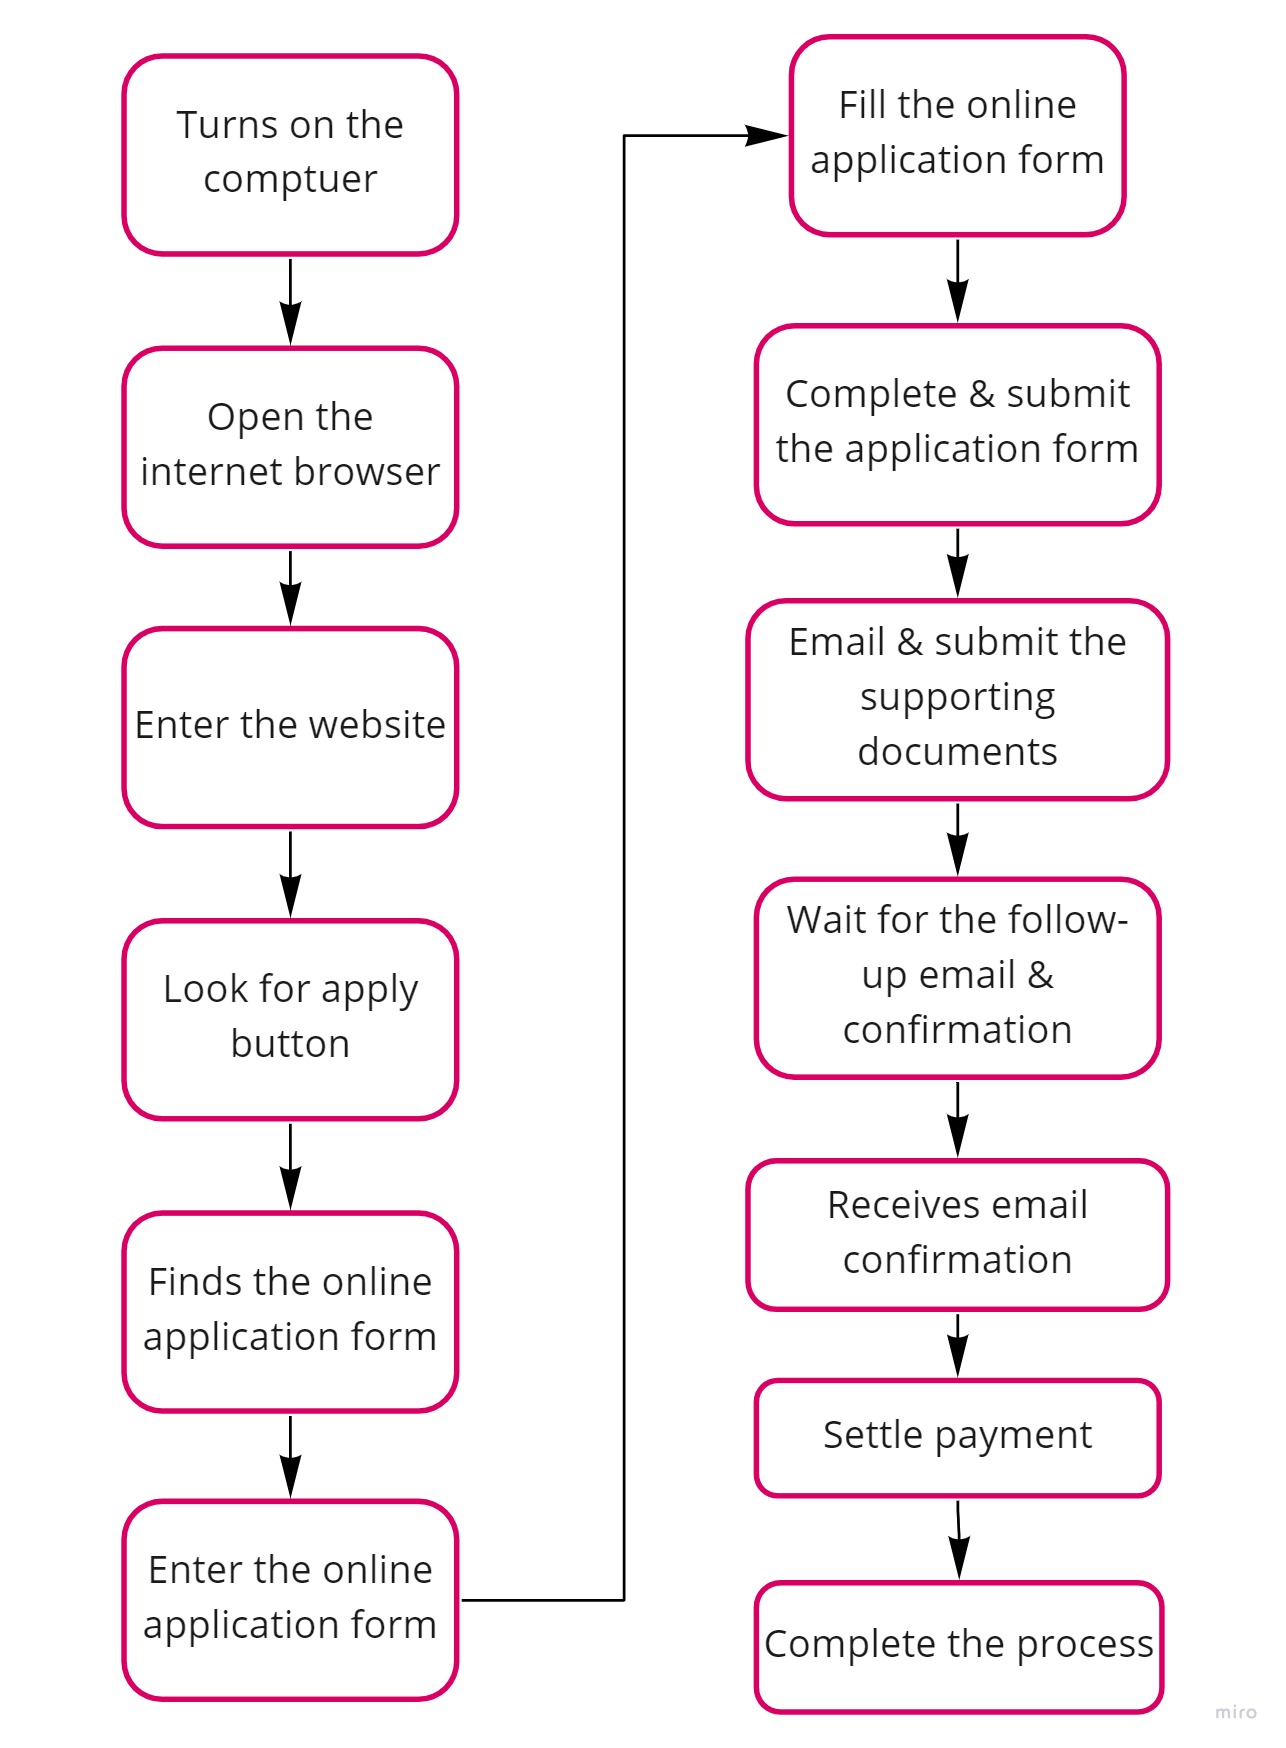 Turns on the
comptuer
Open the
internet browser
Enter the website
Look for apply
button
Finds the online
application form
Enter the online
application form
Fill the online
application form
Complete & submit
the application form
Email & submit the
supporting
documents
Wait for the follow-
up email &
confirmation
Receives email
confirmation
Settle payment
Complete the process
miro